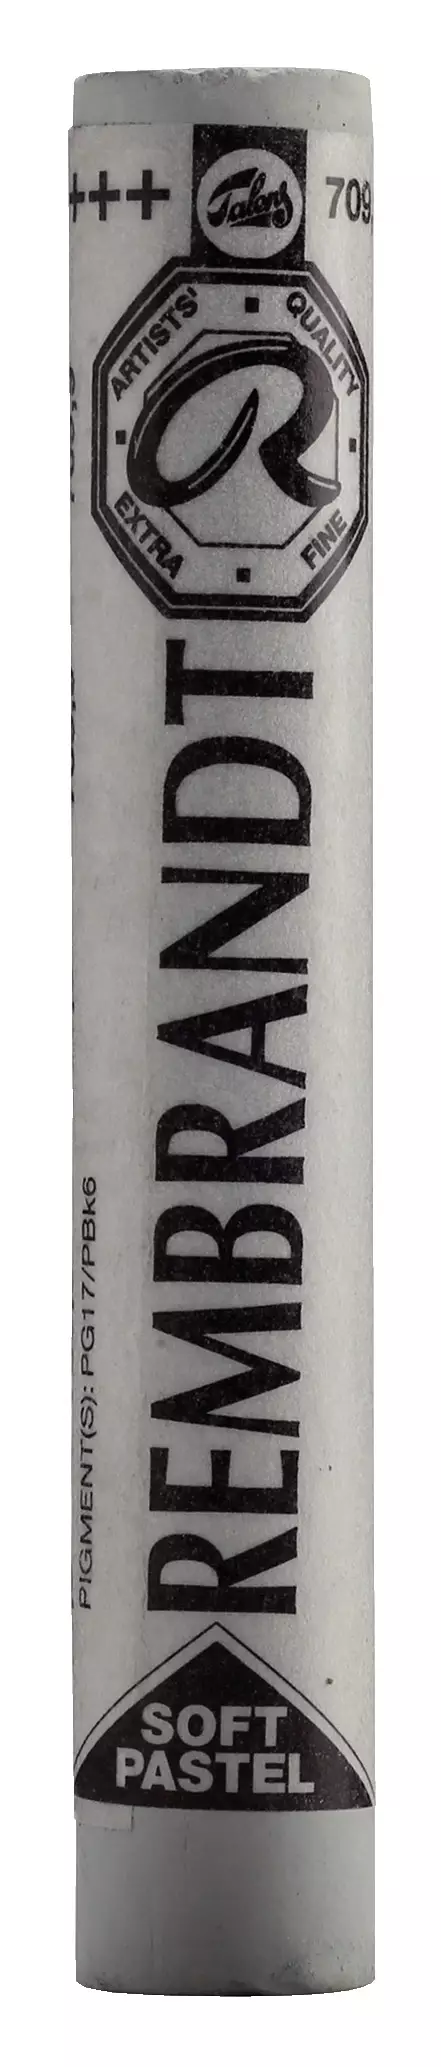 +++
Talens
709
ARTISTS' QUALITY
EXTRA FINE
REMBRANDT
PIGMENT(S): PG17/PBk6
SOFT
PASTEL